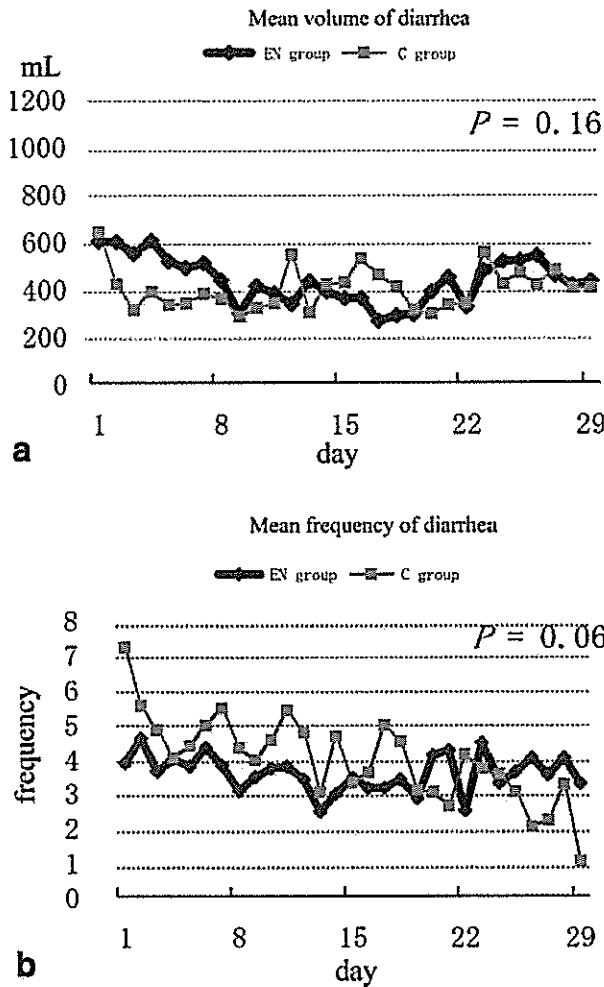 Mean volume of diarrhea
EN group C group
mL
1200
P = 0.16
1000
800
600
400
200
0
1 8 15 22 29
day
a
Mean frequency of diarrhea
EN group C group
8
P = 0.06
7
6
5
4
3
2
1
0
frequency
1 8 15 22 29
day
b